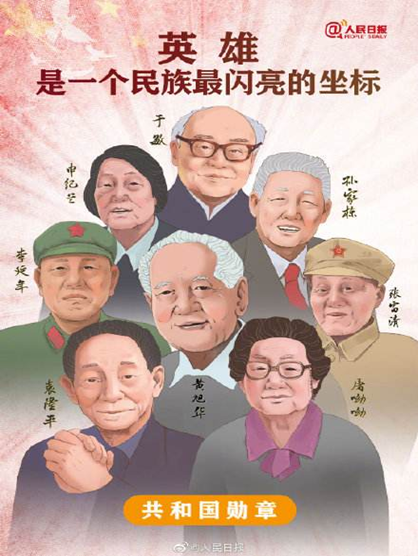 @人民日报
PEOPLE'S DAILY
英雄
是一个民族最闪亮的坐标
于敏
申纪兰
孙家栋
李延年
张富清
袁隆平
黄旭华
屠呦呦
共和国勋章
@人民日报